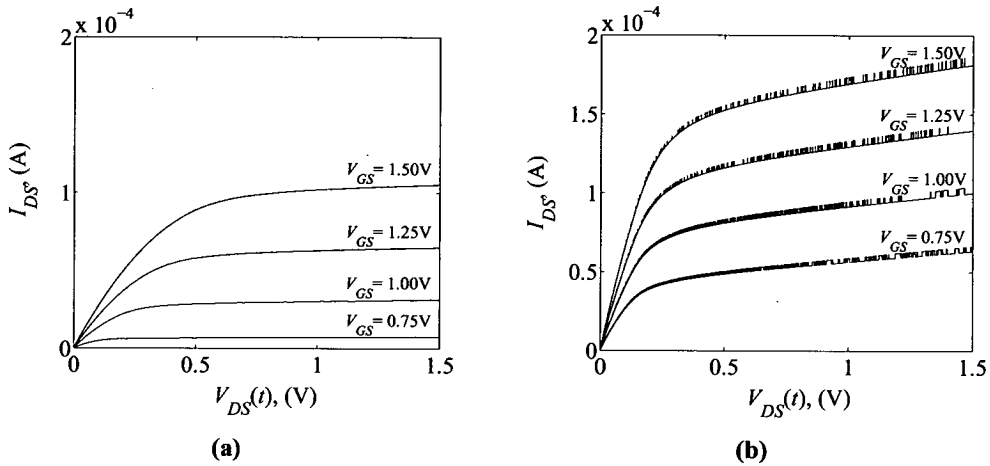 × 10⁻⁴
2
1
0
I_DS, (A)
V_GS= 1.50V
V_GS= 1.25V
V_GS= 1.00V
V_GS= 0.75V
0 0.5 1 1.5
V_DS(t), (V)
(a)
× 10⁻⁴
2
1.5
1
0.5
0
I_DS, (A)
V_GS= 1.50V
V_GS= 1.25V
V_GS= 1.00V
V_GS= 0.75V
0 0.5 1 1.5
V_DS(t), (V)
(b)